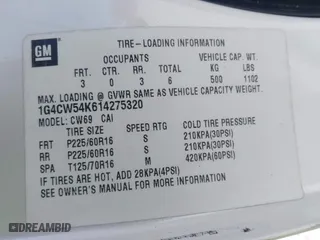 GM
TIRE-LOADING INFORMATION
OCCUPANTS VEHICLE CAP. WT.
FRT. CTR. RR. TOTAL KG LBS
3 0 3 6 500 1102
MAX. LOADING @ GVWR SAME AS VEHICLE CAPACITY WEIGHT.
1G4CW54K614275320
MODEL: CW69 CAI
TIRE SIZE SPEED RTG COLD TIRE PRESSURE
FRT P225/60R16 S 210KPA(30PSI)
RR P225/60R16 S 210KPA(30PSI)
SPA T125/70R16 M 420KPA(60PSI)
IF TIRES ARE HOT, ADD 28KPA(4PSI)
SEE OWNER'S MANUAL FOR MORE INFORMATION
DREAMBID